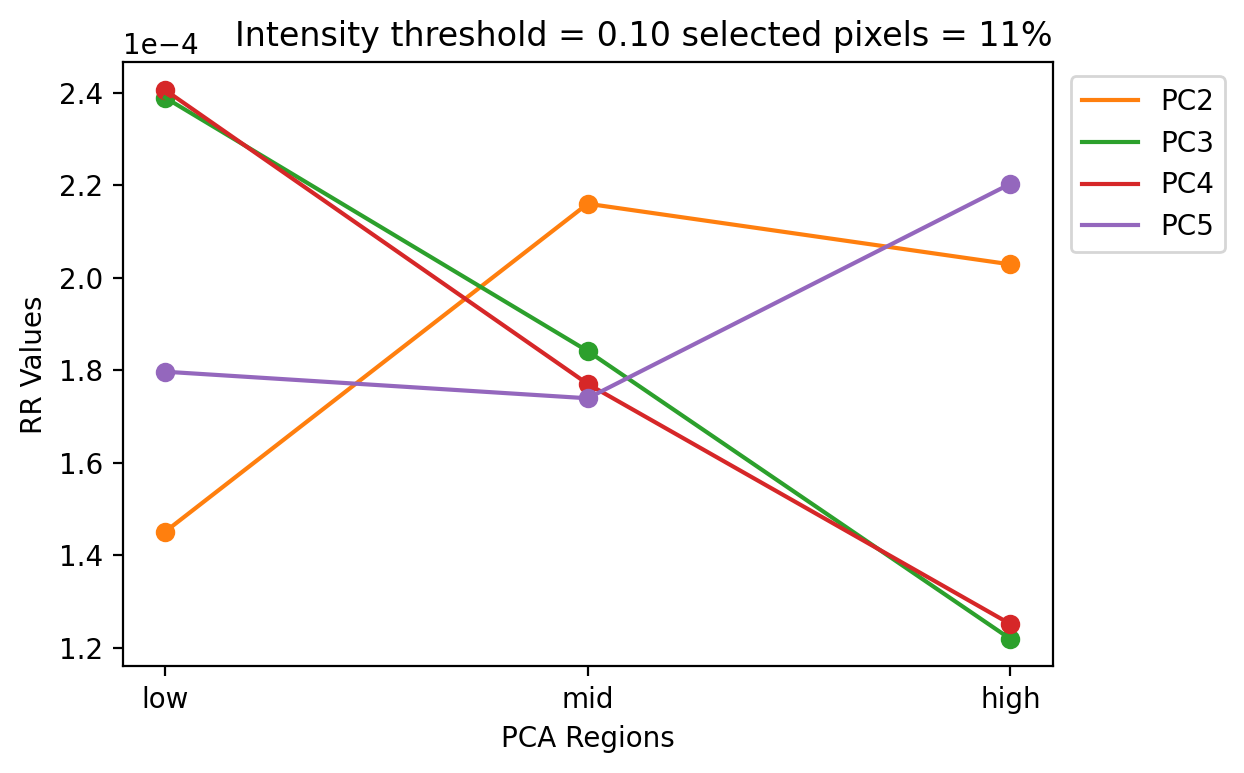 Intensity threshold = 0.10 selected pixels = 11%
1e−4
2.4
2.2
2.0
1.8
1.6
1.4
1.2
RR Values
low
mid
high
PCA Regions
PC2
PC3
PC4
PC5